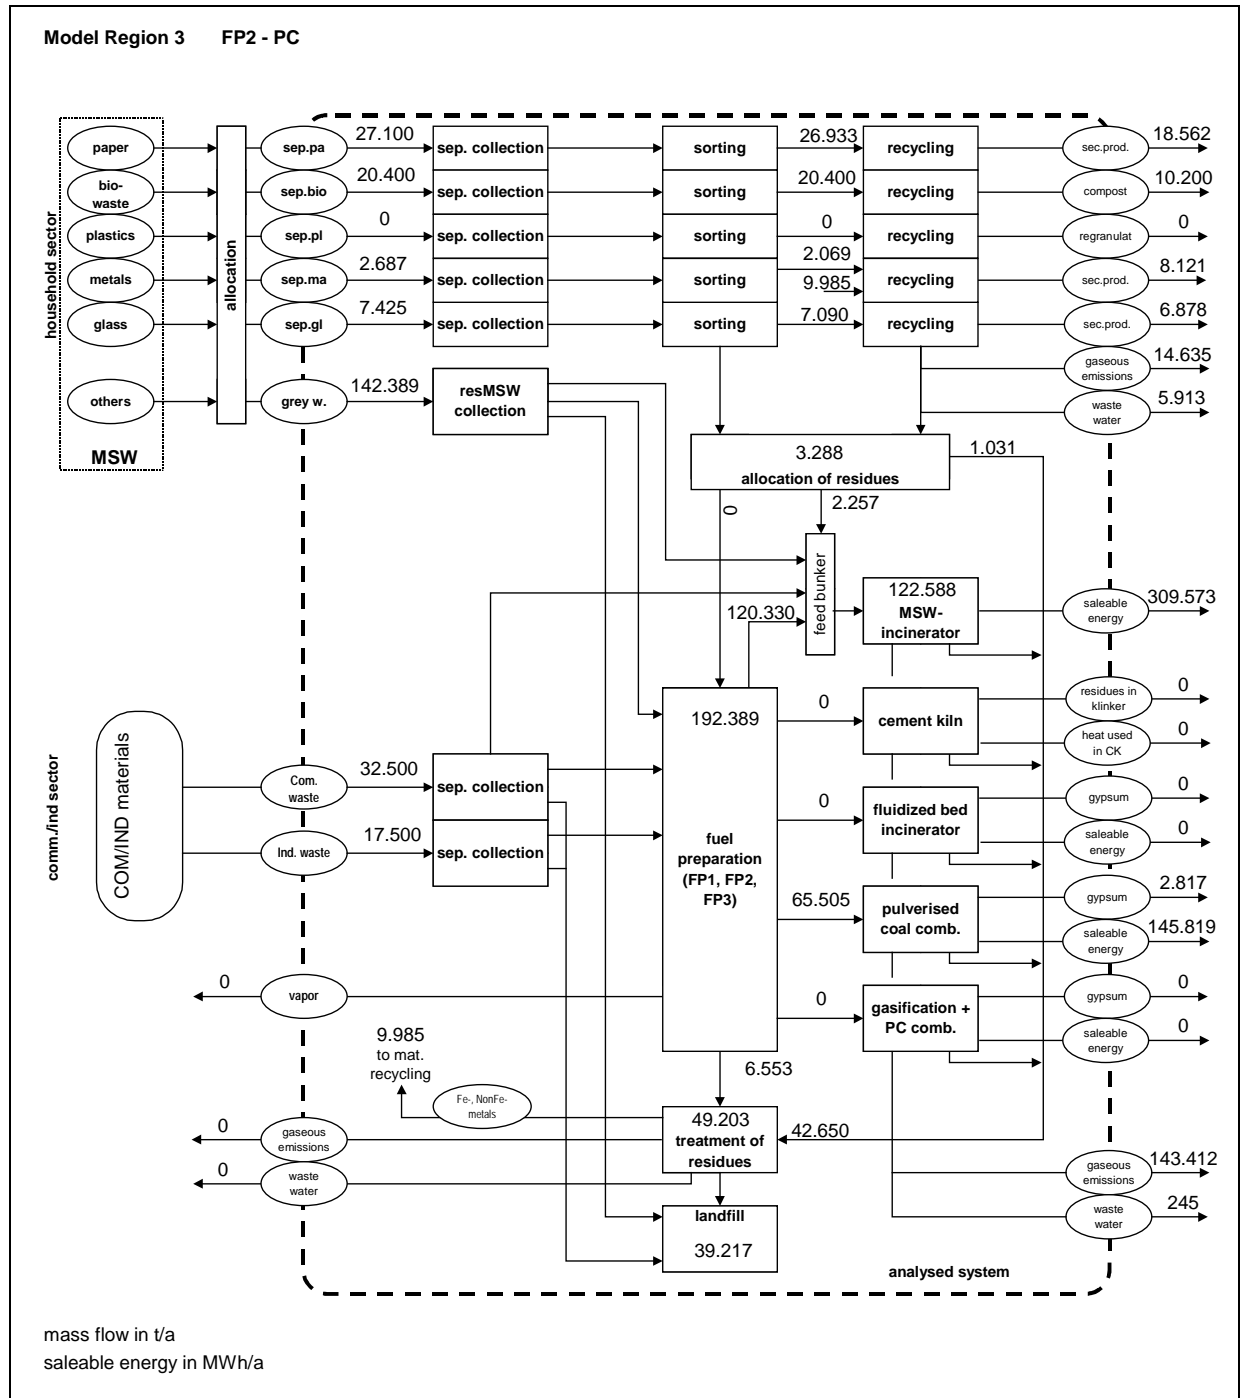 Model Region 3 FP2 - PC
household sector
paper
bio-
waste
plastics
metals
glass
others
MSW
allocation
sep.pa
27.100
sep. collection
sorting
26.933
recycling
sec.prod.
18.562
sep.bio
20.400
sep. collection
sorting
20.400
recycling
compost
10.200
sep.pl
0
sep. collection
sorting
0
recycling
regranulat
0
sep.ma
2.687
sep. collection
sorting
2.069
9.985
recycling
sec.prod.
8.121
sep.gl
7.425
sep. collection
sorting
7.090
recycling
sec.prod.
6.878
gaseous
emissions
14.635
waste
water
5.913
grey w.
142.389
resMSW
collection
3.288
allocation of residues
1.031
0
2.257
feed bunker
120.330
122.588
MSW-
incinerator
saleable
energy
309.573
comm./ind sector
COM/IND materials
Com.
waste
32.500
sep. collection
Ind. waste
17.500
sep. collection
192.389
fuel
preparation
(FP1, FP2,
FP3)
0
cement kiln
residues in
klinker
0
heat used
in CK
0
0
fluidized bed
incinerator
gypsum
0
saleable
energy
0
65.505
pulverised
coal comb.
gypsum
2.817
saleable
energy
145.819
0
gasification +
PC comb.
gypsum
0
saleable
energy
0
0
vapor
9.985
to mat.
recycling
Fe-, NonFe-
metals
6.553
49.203
treatment of
residues
42.650
0
gaseous
emissions
0
waste
water
landfill
39.217
gaseous
emissions
143.412
waste
water
245
analysed system
mass flow in t/a
saleable energy in MWh/a